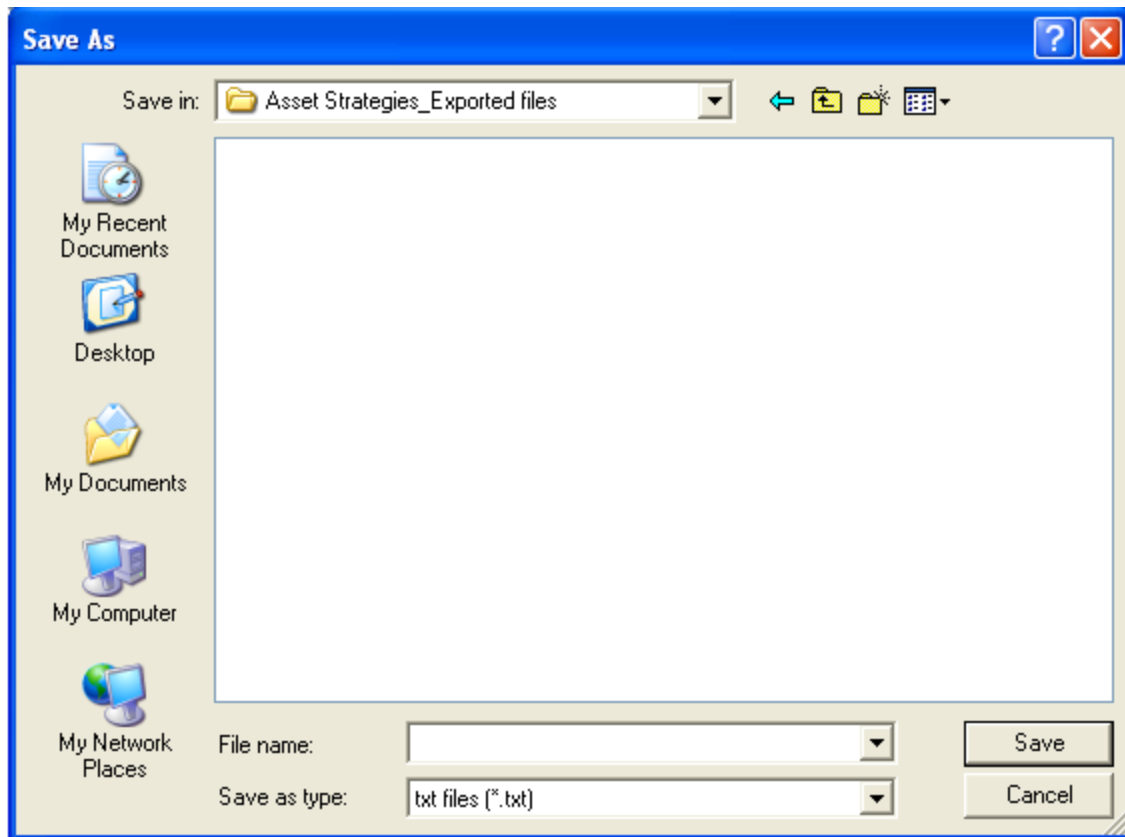 Save As
Save in:
Asset Strategies_Exported files
My Recent
Documents
Desktop
My Documents
My Computer
My Network
Places
File name:
Save
Save as type:
txt files (*.txt)
Cancel